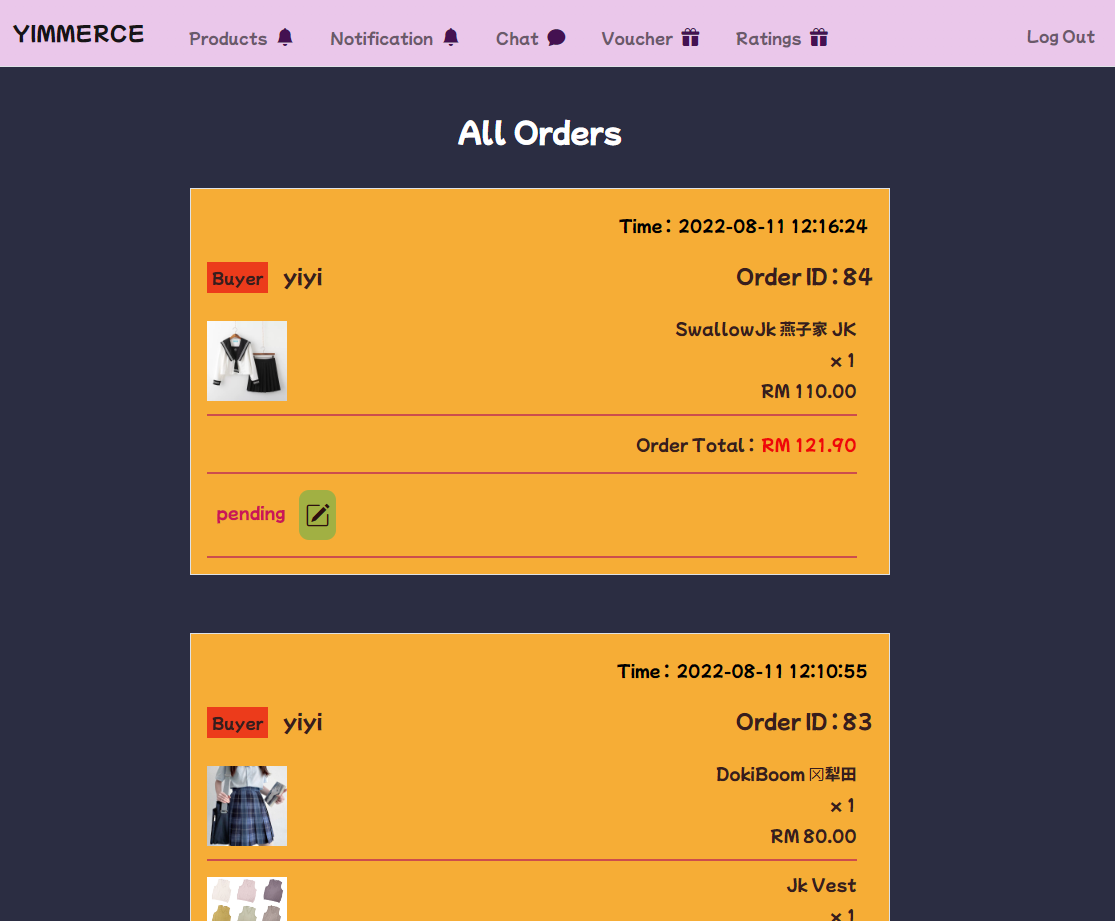 YIMMERCE Products Notification Chat Voucher Ratings Log Out
All Orders
Time : 2022-08-11 12:16:24
Buyer yiyi Order ID : 84
SwallowJk 燕子家 JK
× 1
RM 110.00
Order Total : RM 121.90
pending
Time : 2022-08-11 12:10:55
Buyer yiyi Order ID : 83
DokiBoom 冈犁田
× 1
RM 80.00
Jk Vest
× 1